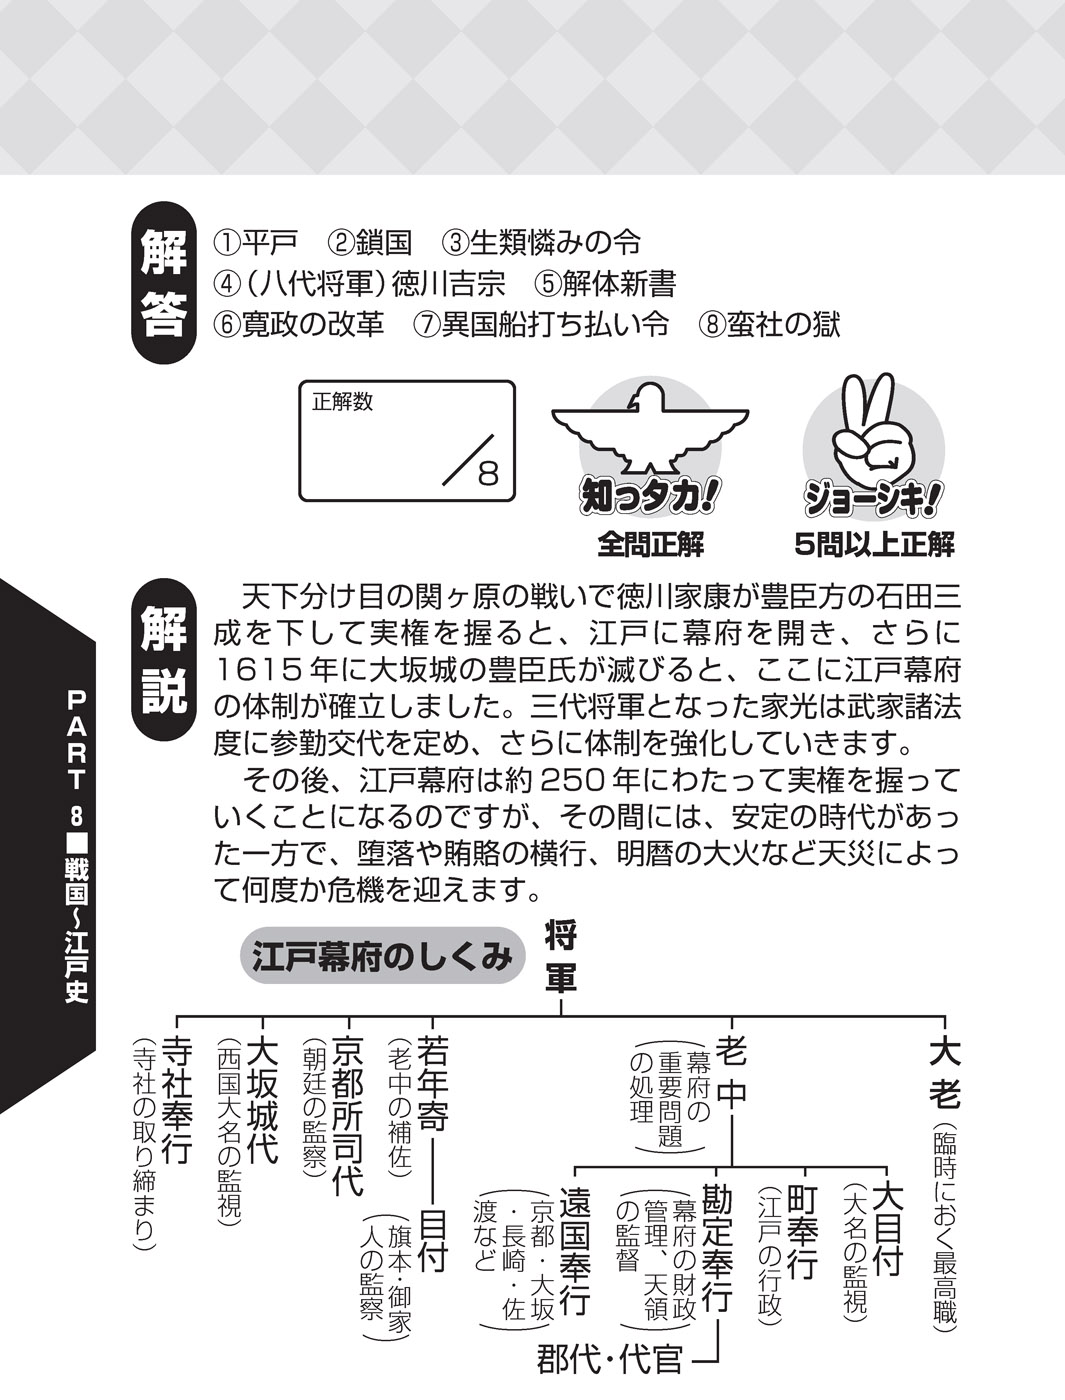 解答
①平戸　②鎖国　③生類憐みの令
④（八代将軍）徳川吉宗　⑤解体新書
⑥寛政の改革　⑦異国船打ち払い令　⑧蛮社の獄
正解数
／8
知っタカ！
全問正解
ジョーシキ！
5問以上正解
解説
　天下分け目の関ヶ原の戦いで徳川家康が豊臣方の石田三
成を下して実権を握ると、江戸に幕府を開き、さらに
1615年に大坂城の豊臣氏が滅びると、ここに江戸幕府
の体制が確立しました。三代将軍となった家光は武家諸法
度に参勤交代を定め、さらに体制を強化していきます。
　その後、江戸幕府は約250年にわたって実権を握って
いくことになるのですが、その間には、安定の時代があっ
た一方で、堕落や賄賂の横行、明暦の大火など天災によっ
て何度か危機を迎えます。
PART 8■戦国～江戸史
江戸幕府のしくみ
将軍
大老（臨時におく最高職）
老中
（幕府の
重要問題
の処理）
大目付
（大名の監視）
町奉行
（江戸の行政）
勘定奉行
（幕府の財政
管理、天領
の監督）
郡代・代官
遠国奉行
（京都・大坂
・長崎・佐
渡など）
若年寄
（老中の補佐）
目付
（旗本・御家
人の監察）
京都所司代
（朝廷の監察）
大坂城代
（西国大名の監視）
寺社奉行
（寺社の取り締まり）